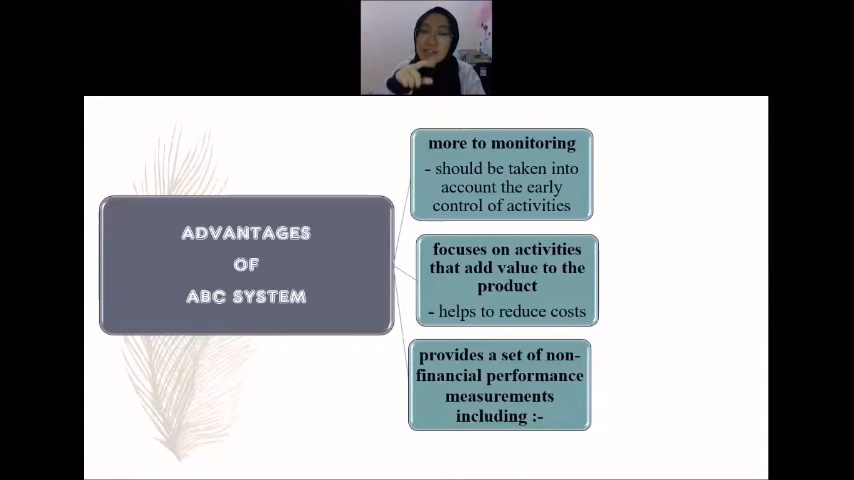 ADVANTAGES
OF
ABC SYSTEM
more to monitoring
- should be taken into
account the early
control of activities
focuses on activities
that add value to the
product
- helps to reduce costs
provides a set of non-
financial performance
measurements
including :-